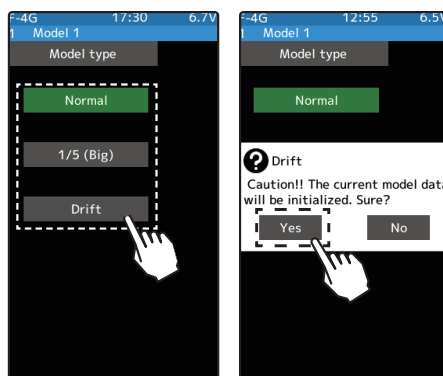 F-4G 17:30 6.7V
1 Model 1
Model type
Normal
1/5 (Big)
Drift
F-4G 12:55 6.5V
1 Model 1
Model type
Normal
? Drift
Caution!! The current model data
will be initialized. Sure?
Yes No